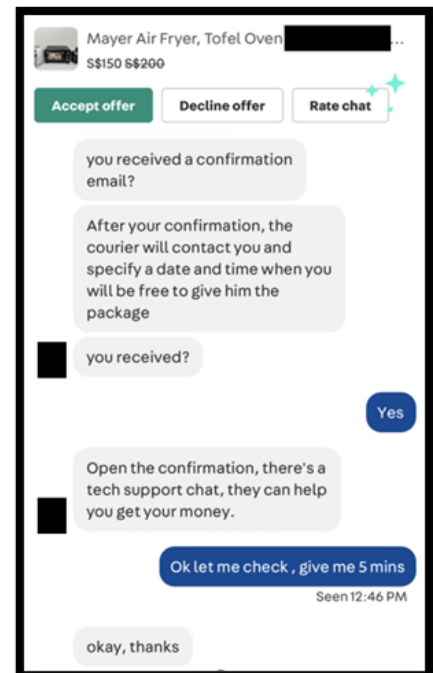 Mayer Air Fryer, Tofel Oven ...
S$150 S$200
Accept offer Decline offer Rate chat
you received a confirmation
email?
After your confirmation, the
courier will contact you and
specify a date and time when you
will be free to give him the
package
you received?
Yes
Open the confirmation, there's a
tech support chat, they can help
you get your money.
Ok let me check , give me 5 mins
Seen 12:46 PM
okay, thanks